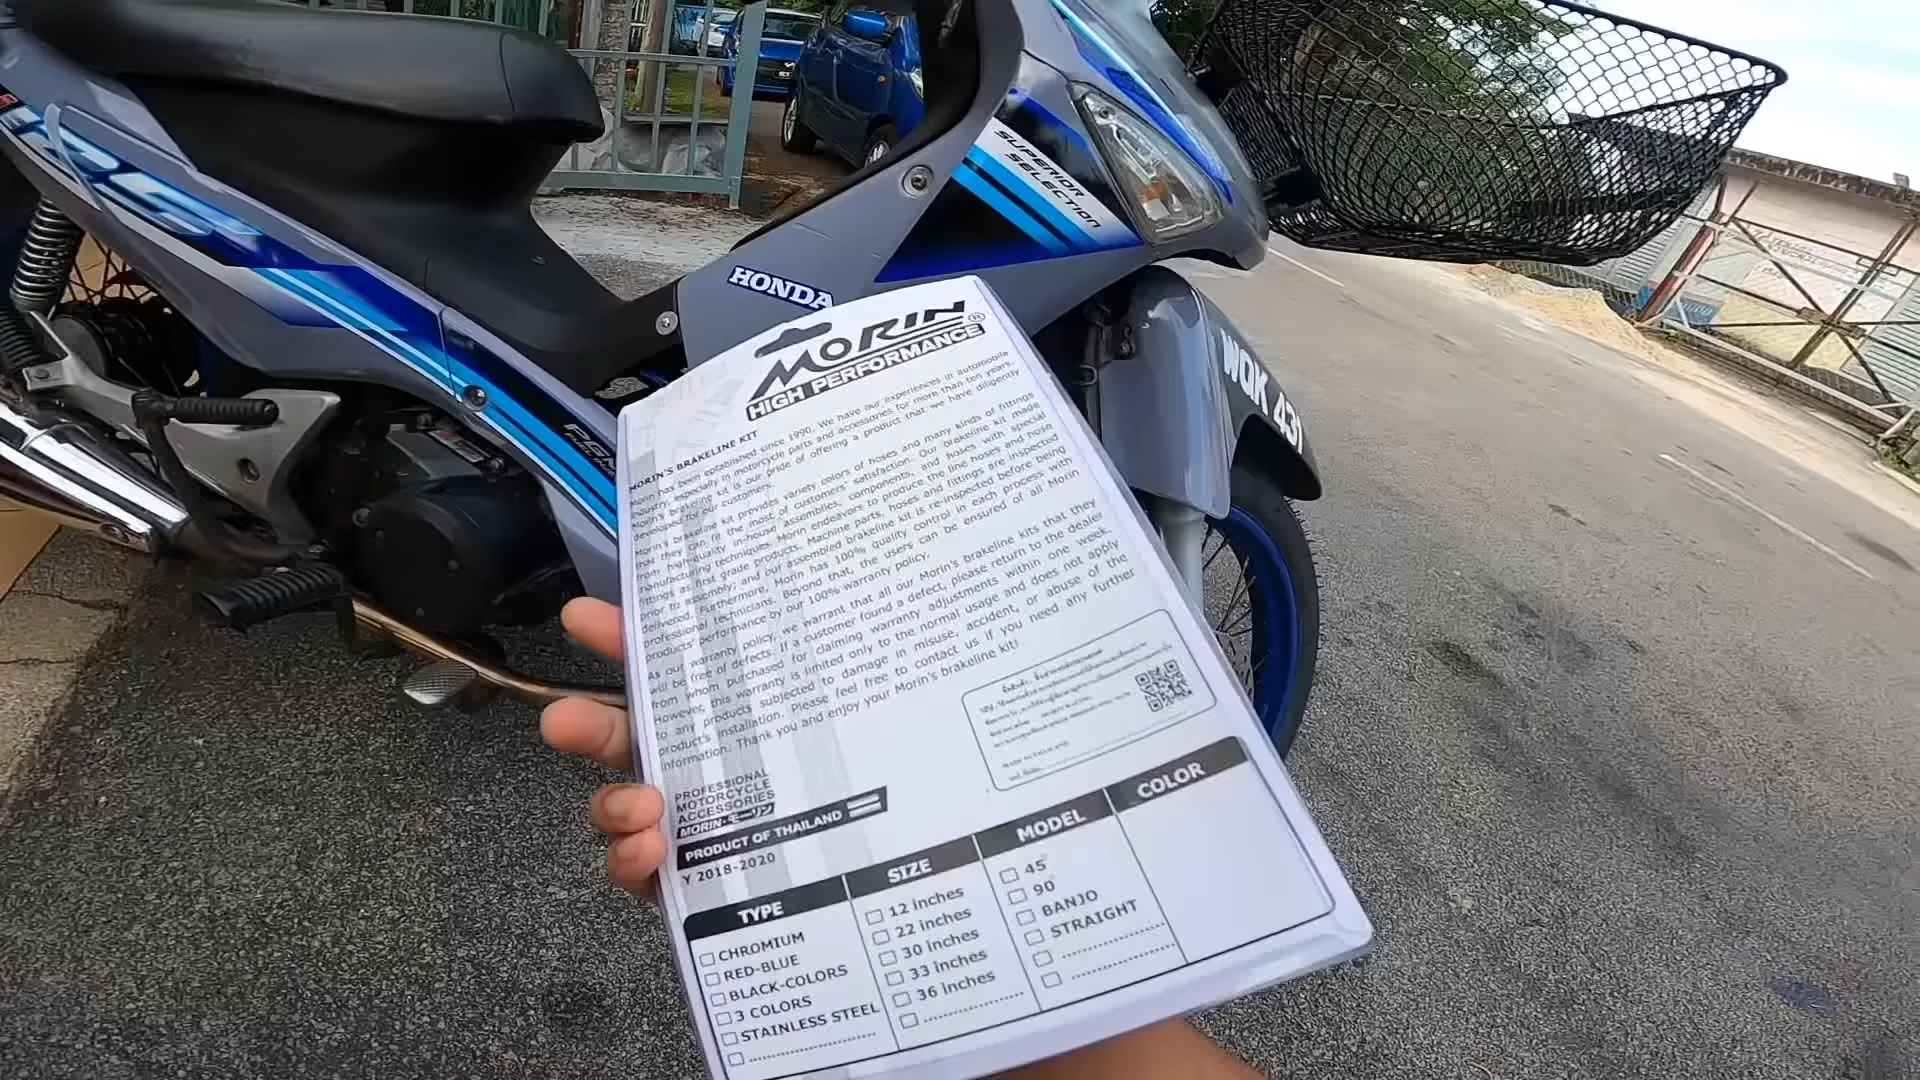 SUPERIOR
SELECTION
HONDA
WQK 437
PGM
MORIN®
HIGH PERFORMANCE
MORIN'S BRAKELINE KIT
Morin has been established since 1990. We have our experiences in automobile
industry, especially in motorcycle parts and accessories for more than ten years.
Morin's brakeline kit is our pride of offering a product that we have diligently
developed for our customers.
Morin's brakeline kit provides variety colors of hoses and many kinds of fittings
that they can fit the most of customers' satisfaction. Our brakeline kit made
from high-quality in-house assemblies, components, and hoses with special
manufacturing techniques. Morin endeavors to produce the line hoses and hose
fittings as first grade products. Machine parts, hoses and fittings are inspected
prior to assembly; and our assembled brakeline kit is re-inspected before being
delivered. Furthermore, Morin has 100% quality control in each process with
professional technicians. Beyond that, the users can be ensured of all Morin
products' performance by our 100% warranty policy.
As our warranty policy, we warrant that all our Morin's brakeline kits that they
will be free of defects. If a customer found a defect, please return to the dealer
from whom purchased for claiming warranty adjustments within one week.
However, this warranty is limited only to the normal usage and does not apply
to any products subjected to damage in misuse, accident, or abuse of the
product's installation. Please feel free to contact us if you need any further
information. Thank you and enjoy your Morin's brakeline kit!
PROFESSIONAL
MOTORCYCLE
ACCESSORIES
MORIN・モーリン
PRODUCT OF THAILAND
Y 2018-2020
TYPE SIZE MODEL COLOR
CHROMIUM 12 inches 45°
RED-BLUE 22 inches 90°
BLACK-COLORS 30 inches BANJO
3 COLORS 33 inches STRAIGHT
STAINLESS STEEL 36 inches